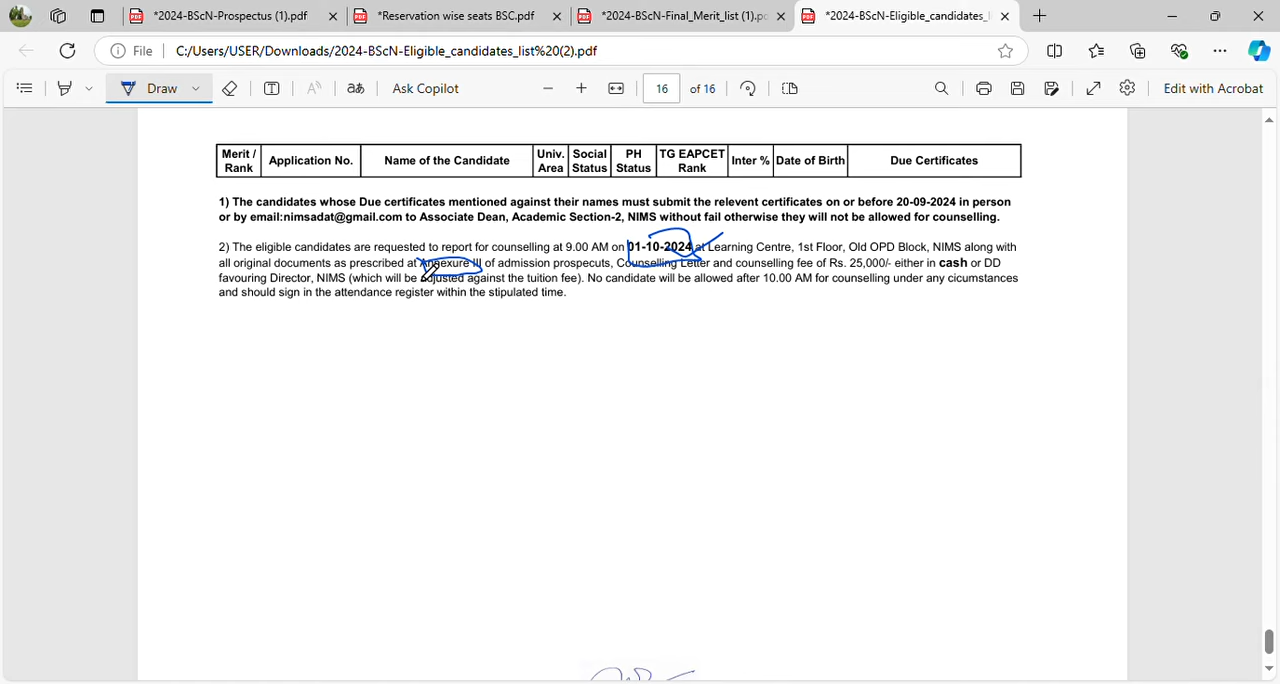 *2024-BScN-Prospectus (1).pdf
*Reservation wise seats BSC.pdf
*2024-BScN-Final_Merit_list (1).pc
*2024-BScN-Eligible_candidates_l
File
C:/Users/USER/Downloads/2024-BScN-Eligible_candidates_list%20(2).pdf
Draw
Ask Copilot
16 of 16
Edit with Acrobat
Merit / Rank Application No. Name of the Candidate Univ. Area Social Status PH Status TG EAPCET Rank Inter % Date of Birth Due Certificates
1) The candidates whose Due certificates mentioned against their names must submit the relevent certificates on or before 20-09-2024 in person
or by email:nimsadat@gmail.com to Associate Dean, Academic Section-2, NIMS without fail otherwise they will not be allowed for counselling.
2) The eligible candidates are requested to report for counselling at 9.00 AM on 01-10-2024 at Learning Centre, 1st Floor, Old OPD Block, NIMS along with
all original documents as prescribed at Annexure III of admission prospecuts, Counselling Letter and counselling fee of Rs. 25,000/- either in cash or DD
favouring Director, NIMS (which will be adjusted against the tuition fee). No candidate will be allowed after 10.00 AM for counselling under any cicumstances
and should sign in the attendance register within the stipulated time.